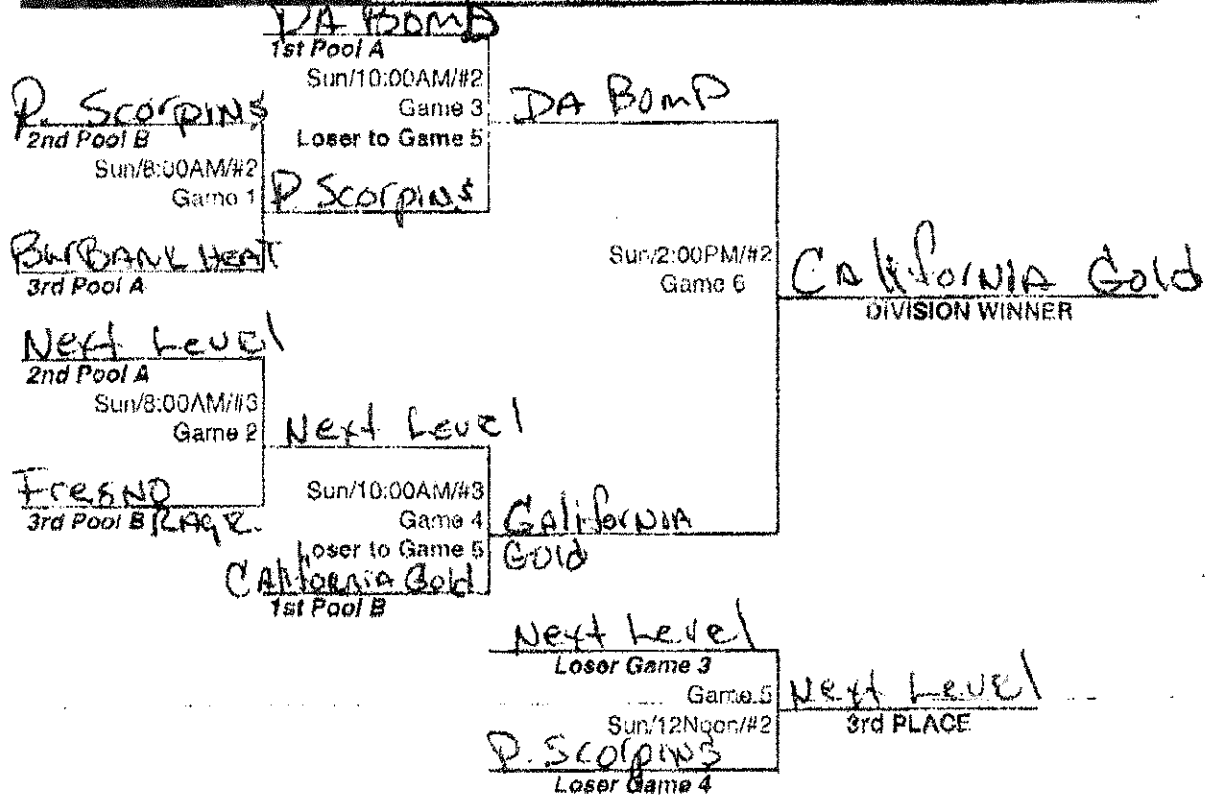 DA BOMB
1st Pool A
Sun/10:00AM/#2
Game 3
Loser to Game 5
DA BOMB
P. Scorpins
2nd Pool B
Sun/8:00AM/#2
Game 1
P Scorpins
BurBANK HEAT
3rd Pool A
Sun/2:00PM/#2
Game 6
CAliforNIA Gold
DIVISION WINNER
Next Level
2nd Pool A
Sun/8:00AM/#3
Game 2
Next Level
Fresno
RAGE.
3rd Pool B
Sun/10:00AM/#3
Game 4
Loser to Game 5
CAliforNIA
Gold
CAliforNIA Gold
1st Pool B
Next Level
Loser Game 3
Game 5
Sun/12Noon/#2
Next Level
3rd PLACE
P. Scorpins
Loser Game 4